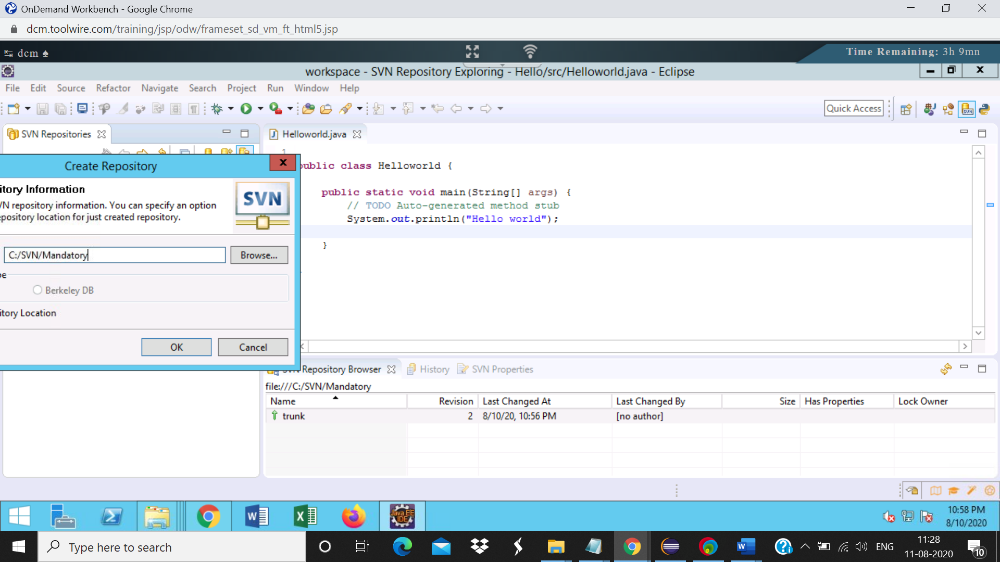 OnDemand Workbench - Google Chrome
dcm.toolwire.com/training/jsp/odw/frameset_sd_vm_ft_html5.jsp
dcm
Time Remaining: 3h 9mn
workspace - SVN Repository Exploring - Hello/src/Helloworld.java - Eclipse
File Edit Source Refactor Navigate Search Project Run Window Help
Quick Access
SVN Repositories
Helloworld.java
1
Create Repository
public class Helloworld {
itory Information
SVN
VN repository information. You can specify an option
epository location for just created repository.
public static void main(String[] args) {
// TODO Auto-generated method stub
System.out.println("Hello world");
}
C:/SVN/Mandatory
Browse...
pe
Berkeley DB
itory Location
OK
Cancel
SVN Repository Browser
History
SVN Properties
file:///C:/SVN/Mandatory
Name Revision Last Changed At Last Changed By Size Has Properties Lock Owner
trunk 2 8/10/20, 10:56 PM [no author]
Java EE
IDE
10:58 PM
8/10/2020
Type here to search
ENG
11:28
11-08-2020
10